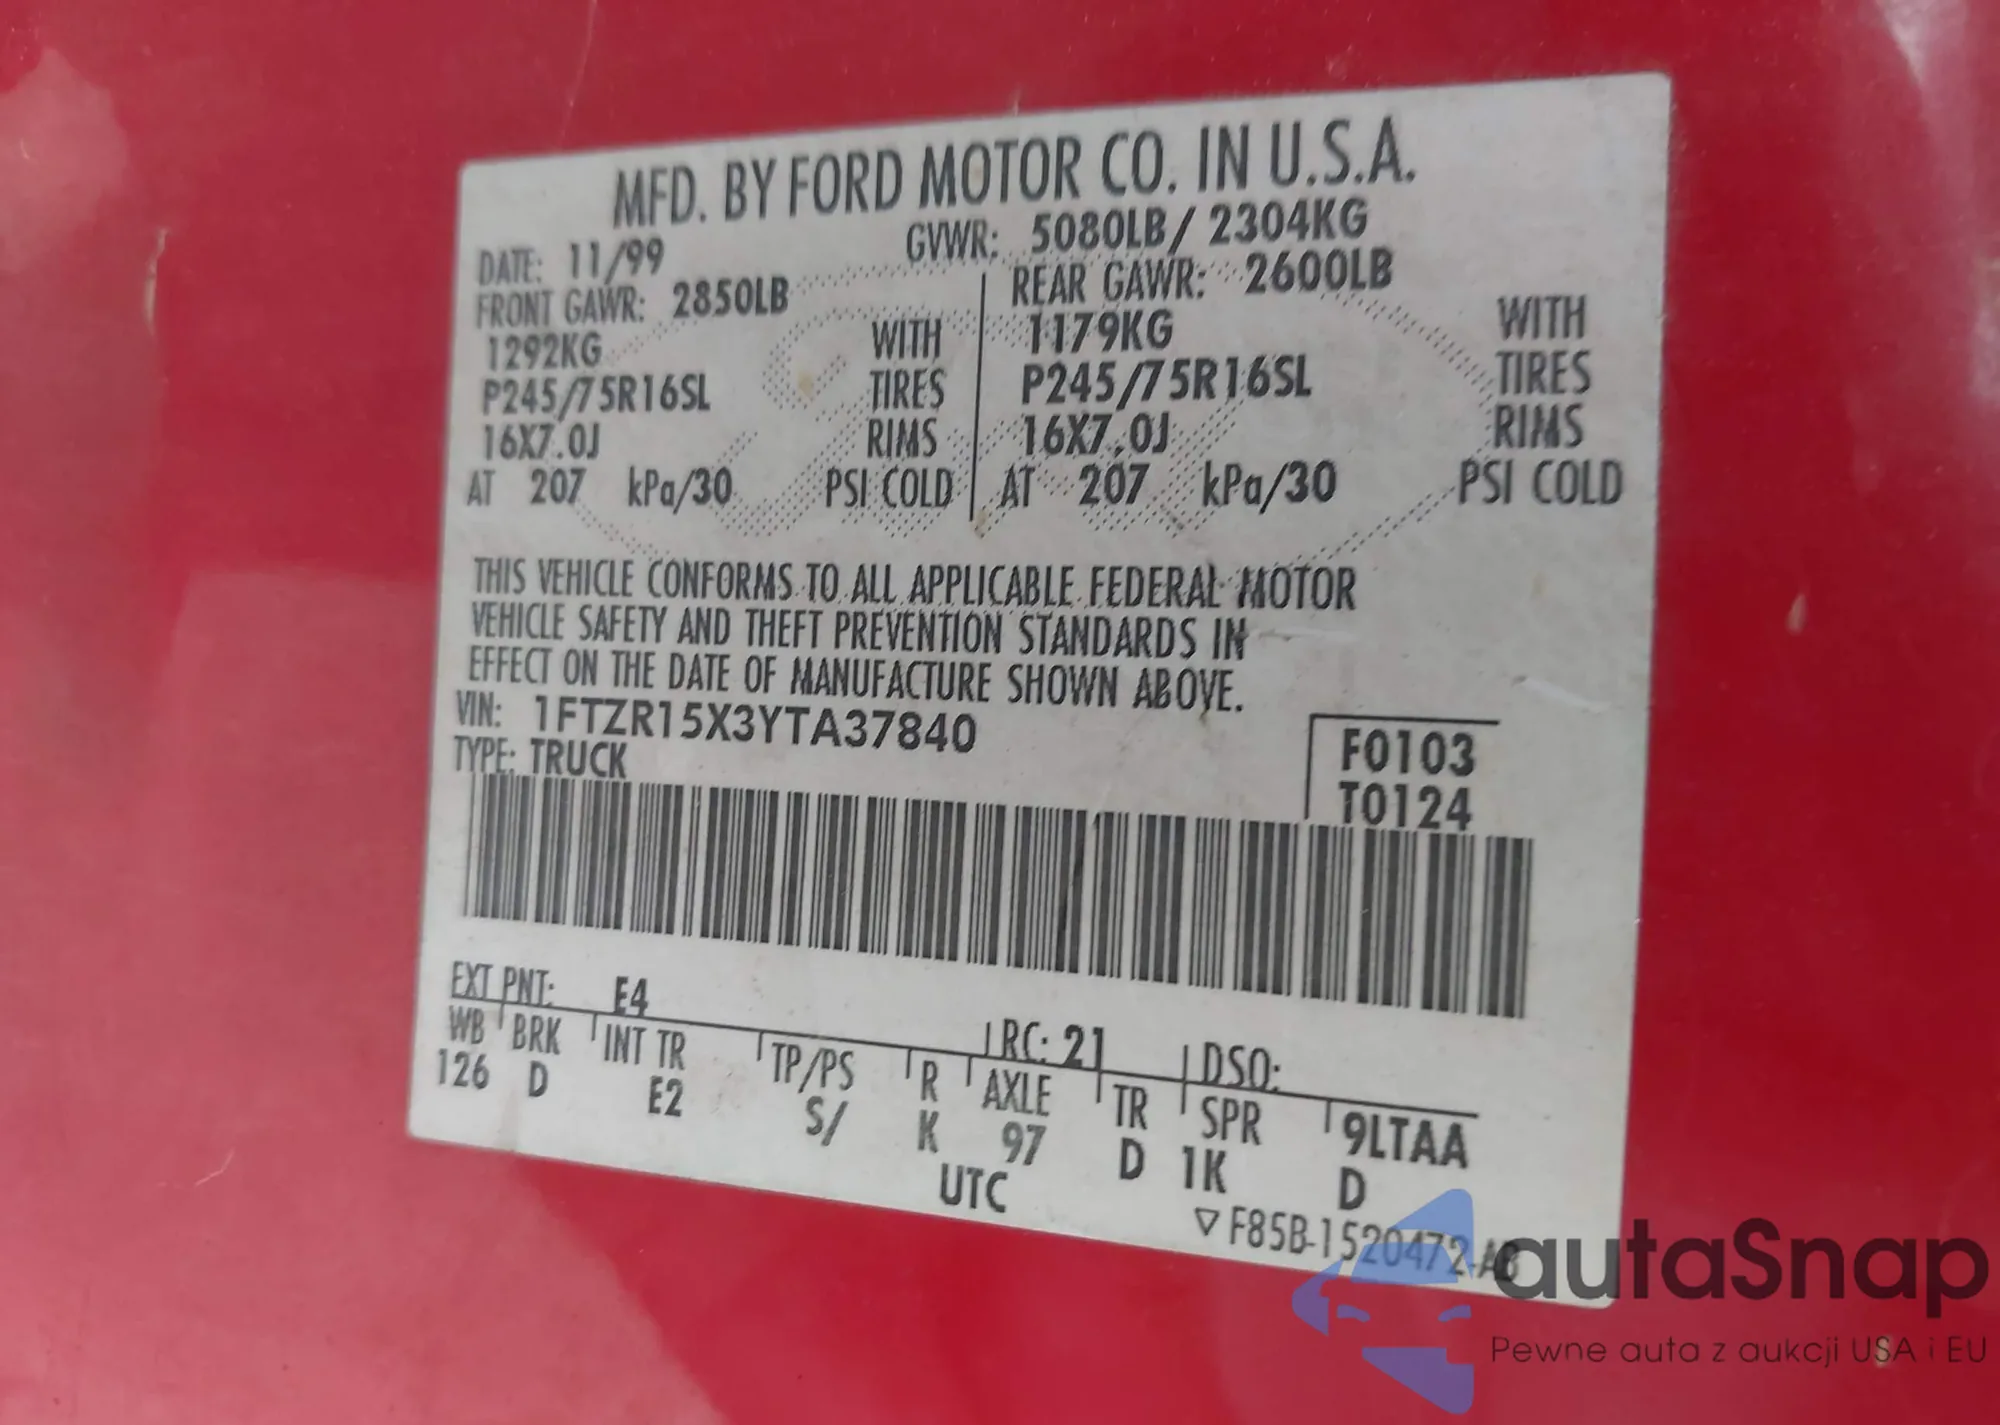 MFD. BY FORD MOTOR CO. IN U.S.A.
DATE: 11/99 GVWR: 5080LB/ 2304KG
FRONT GAWR: 2850LB REAR GAWR: 2600LB
1292KG WITH 1179KG WITH
P245/75R16SL TIRES P245/75R16SL TIRES
16X7.0J RIMS 16X7.0J RIMS
AT 207 kPa/30 PSI COLD AT 207 kPa/30 PSI COLD
THIS VEHICLE CONFORMS TO ALL APPLICABLE FEDERAL MOTOR
VEHICLE SAFETY AND THEFT PREVENTION STANDARDS IN
EFFECT ON THE DATE OF MANUFACTURE SHOWN ABOVE.
VIN: 1FTZR15X3YTA37840
TYPE: TRUCK
F0103
T0124
EXT PNT: E4 RC: 21 DSO:
WB BRK INT TR TP/PS R AXLE TR SPR 9LTAA
126 D E2 S/ K 97 D 1K D
UTC
F85B-1520472-AB
autaSnap
Pewne auta z aukcji USA i EU